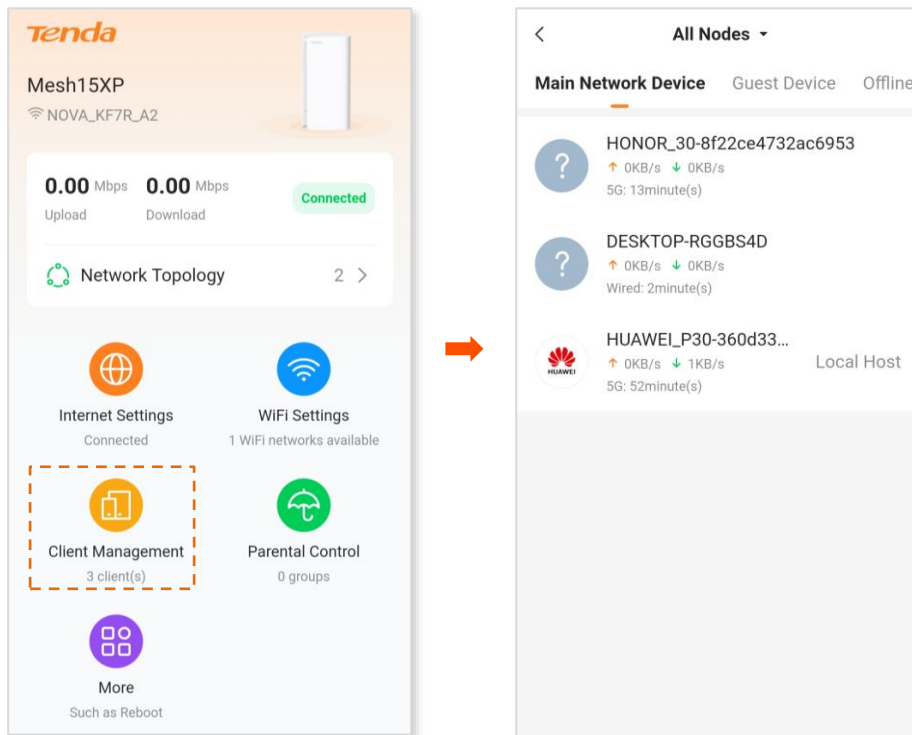 Tenda
Mesh15XP
NOVA_KF7R_A2
0.00 Mbps 0.00 Mbps
Upload Download
Connected
Network Topology 2 >
Internet Settings
Connected
WiFi Settings
1 WiFi networks available
Client Management
3 client(s)
Parental Control
0 groups
More
Such as Reboot
All Nodes
Main Network Device Guest Device Offline
HONOR_30-8f22ce4732ac6953
↑ 0KB/s ↓ 0KB/s
5G: 13minute(s)
?
DESKTOP-RGGBS4D
↑ 0KB/s ↓ 0KB/s
Wired: 2minute(s)
?
HUAWEI_P30-360d33...
↑ 0KB/s ↓ 1KB/s
5G: 52minute(s)
Local Host
HUAWEI